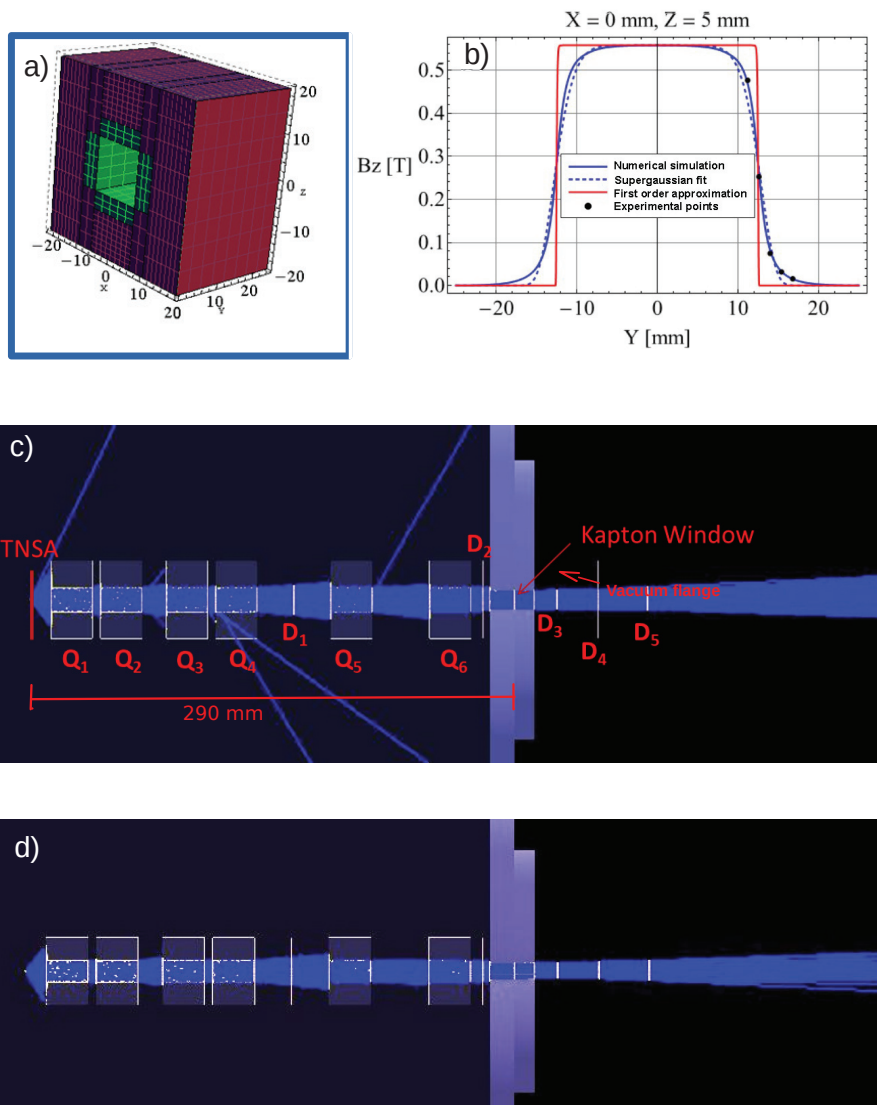 a)
20
10
0
z
−10
−20
−20
−10
0
x
10
20
0
10
Y
20
X = 0 mm, Z = 5 mm
b)
0.5
0.4
Bz [T]
0.3
0.2
0.1
0.0
Numerical simulation
Supergaussian fit
First order approximation
Experimental points
−20 −10 0 10 20
Y [mm]
c)
TNSA
D2
Kapton Window
Vacuum flange
D1
D3
D4
D5
Q1 Q2 Q3 Q4 Q5 Q6
290 mm
d)